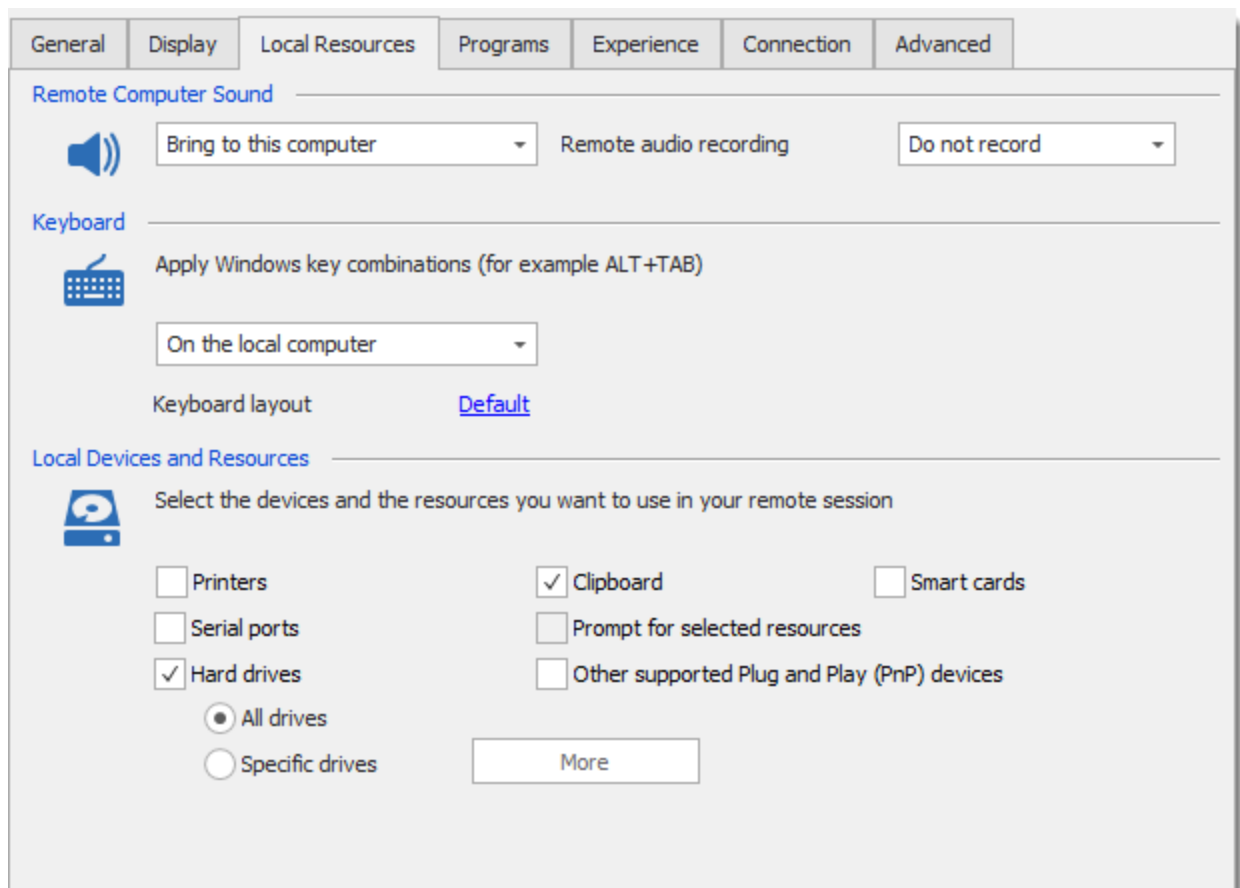 General Display Local Resources Programs Experience Connection Advanced
Remote Computer Sound
Bring to this computer Remote audio recording Do not record
Keyboard
Apply Windows key combinations (for example ALT+TAB)
On the local computer
Keyboard layout Default
Local Devices and Resources
Select the devices and the resources you want to use in your remote session
Printers Clipboard Smart cards
Serial ports Prompt for selected resources
Hard drives Other supported Plug and Play (PnP) devices
All drives
Specific drives More